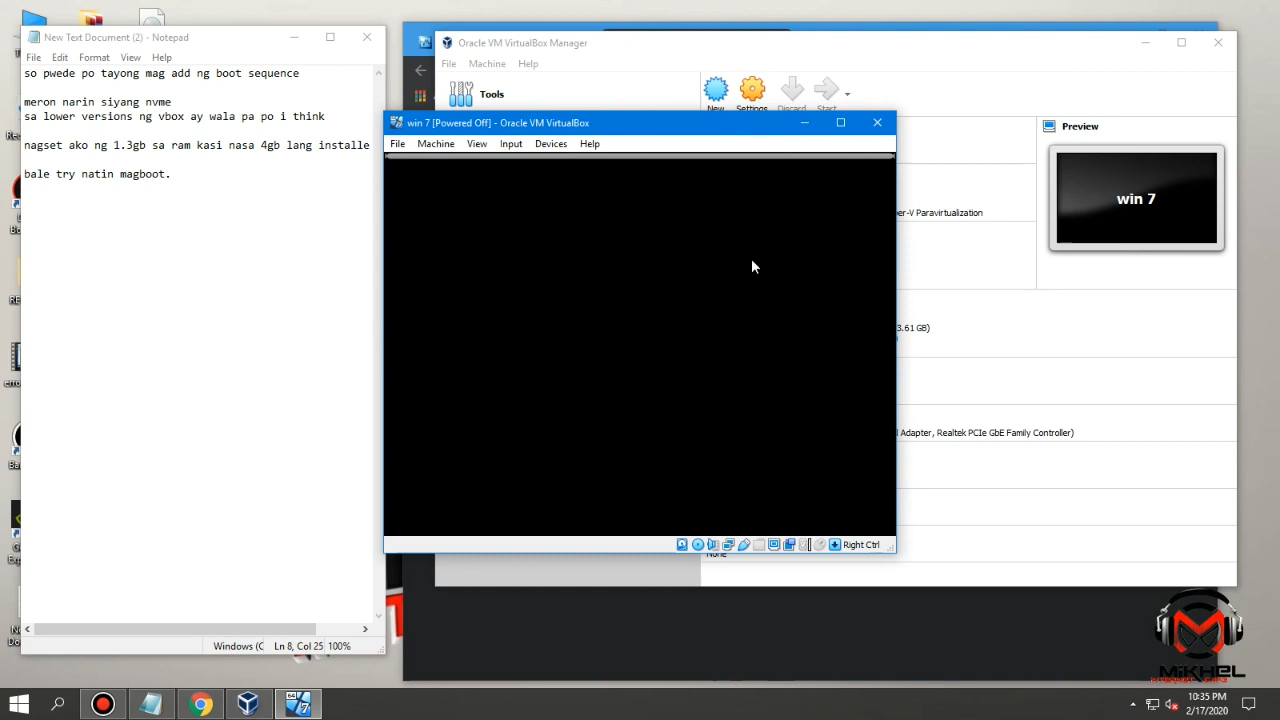 New Text Document (2) - Notepad
File Edit Format View Help
so pwede po tayong mag add ng boot sequence
meron narin siyang nvme
sa lower versions ng vbox ay wala pa po i think
nagset ako ng 1.3gb sa ram kasi nasa 4gb lang installe
bale try natin magboot.
Windows (C Ln 8, Col 25 100%
Oracle VM VirtualBox Manager
File Machine Help
Tools
New Settings Discard Start
win 7 [Powered Off] - Oracle VM VirtualBox
File Machine View Input Devices Help
Right Ctrl
Preview
win 7
er-V Paravirtualization
3.61 GB)
l Adapter, Realtek PCIe GbE Family Controller)
None
MiKHEL
10:35 PM
2/17/2020